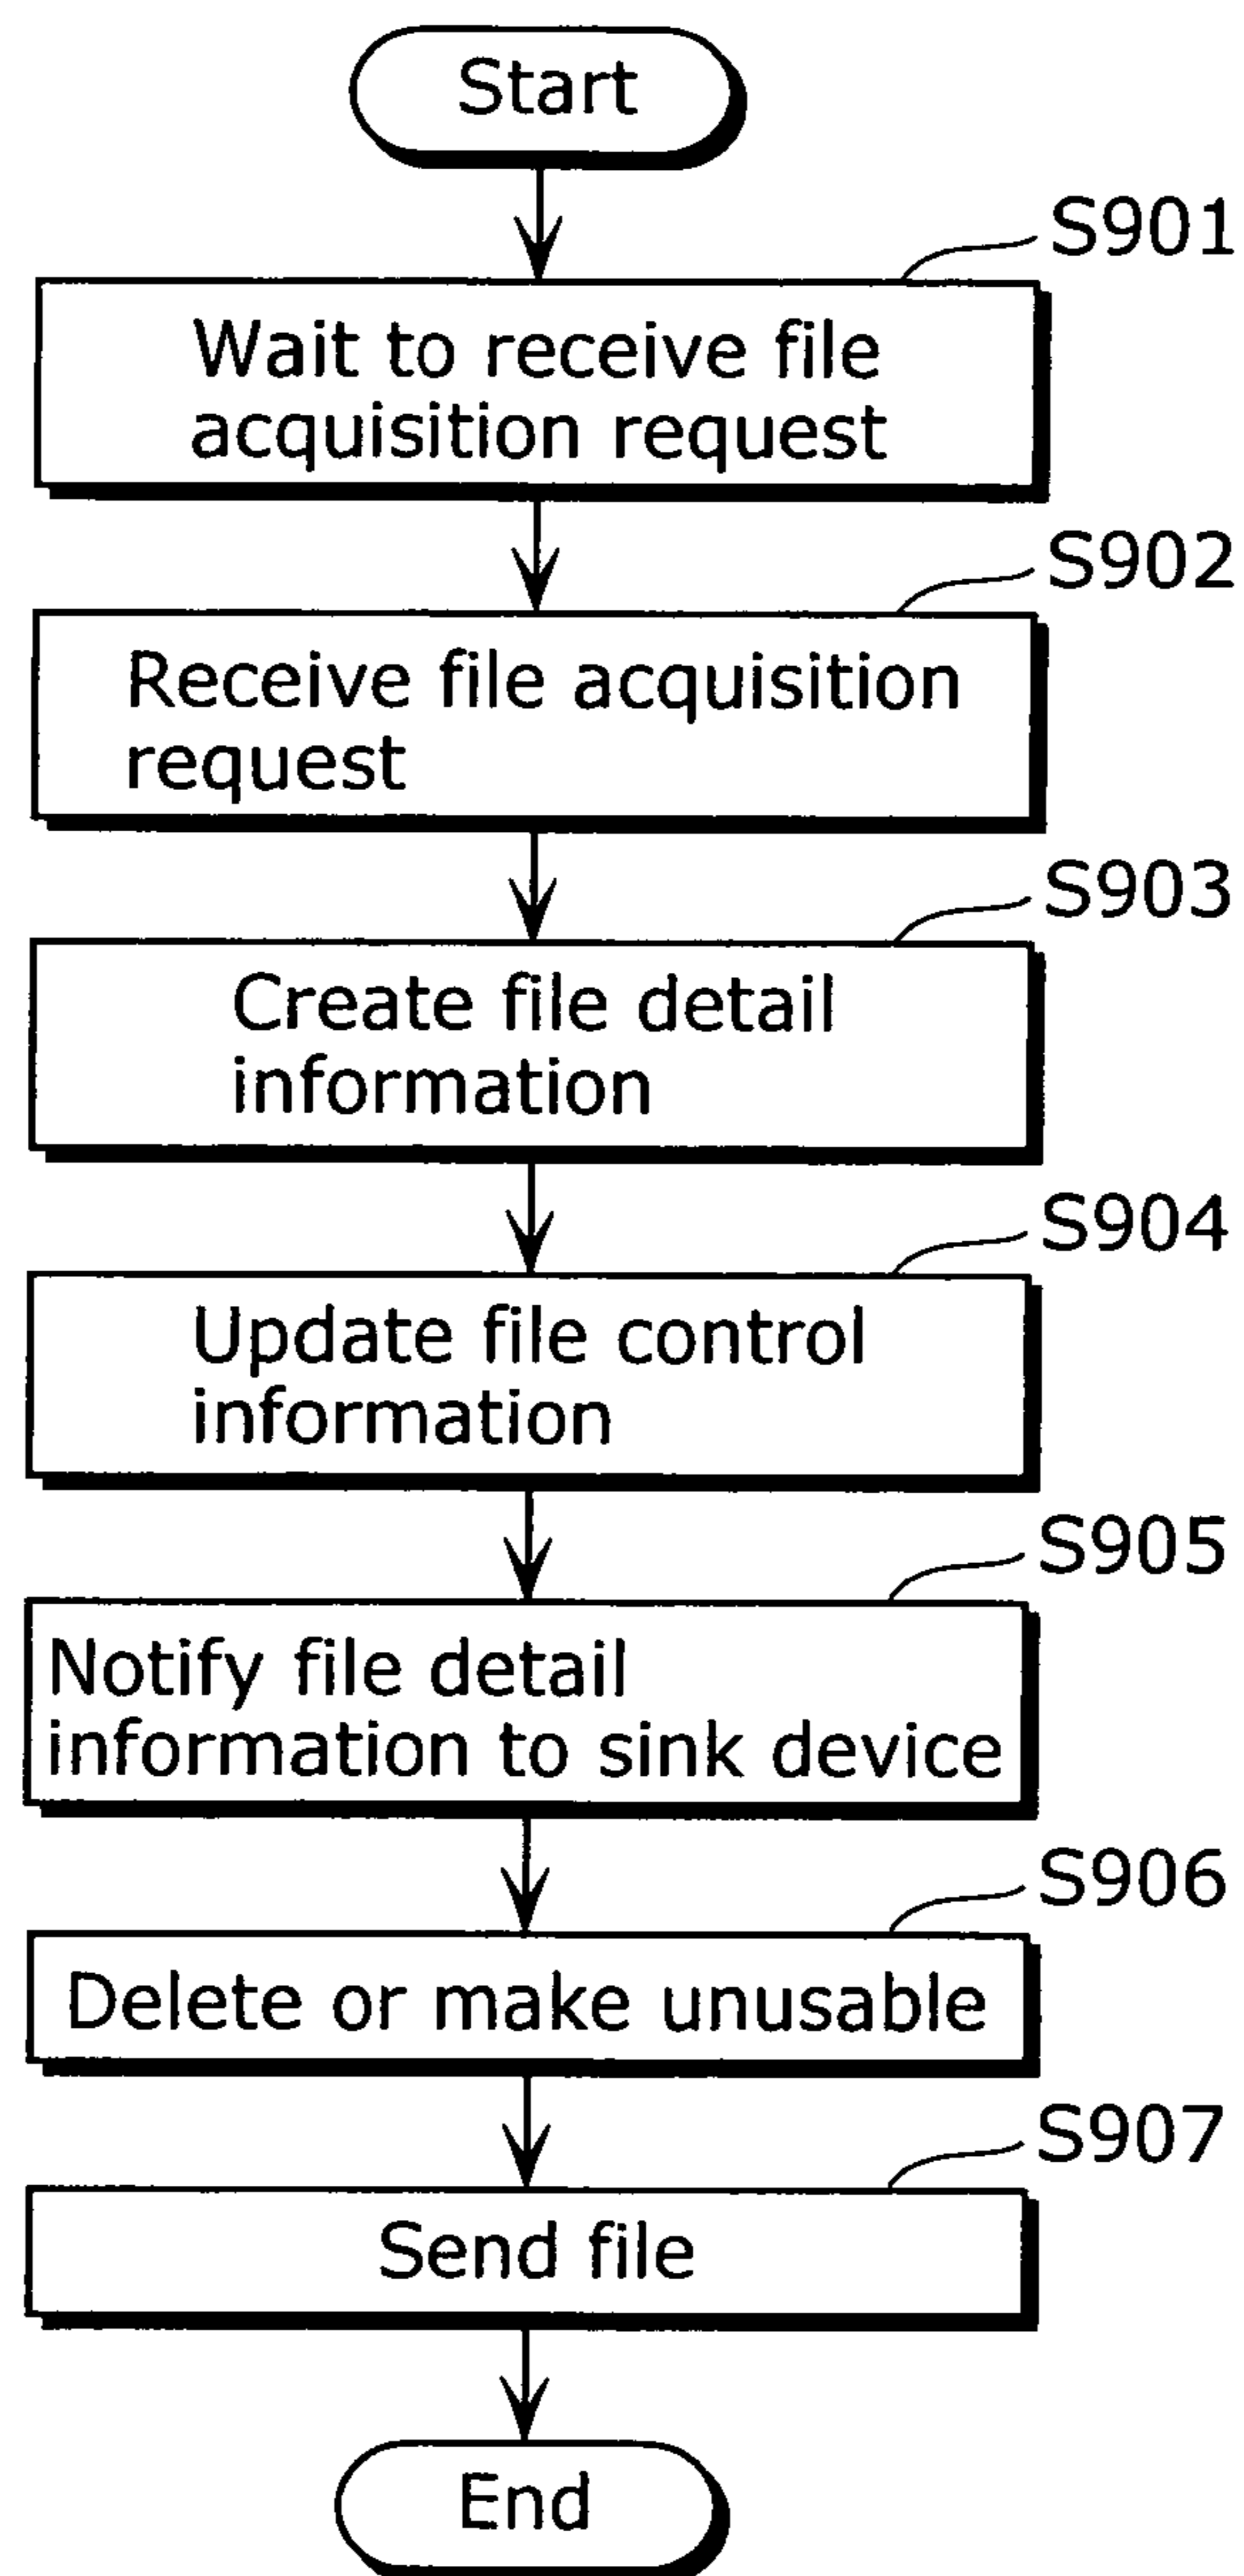 Start
S901
Wait to receive file
acquisition request
S902
Receive file acquisition
request
S903
Create file detail
information
S904
Update file control
information
S905
Notify file detail
information to sink device
S906
Delete or make unusable
S907
Send file
End